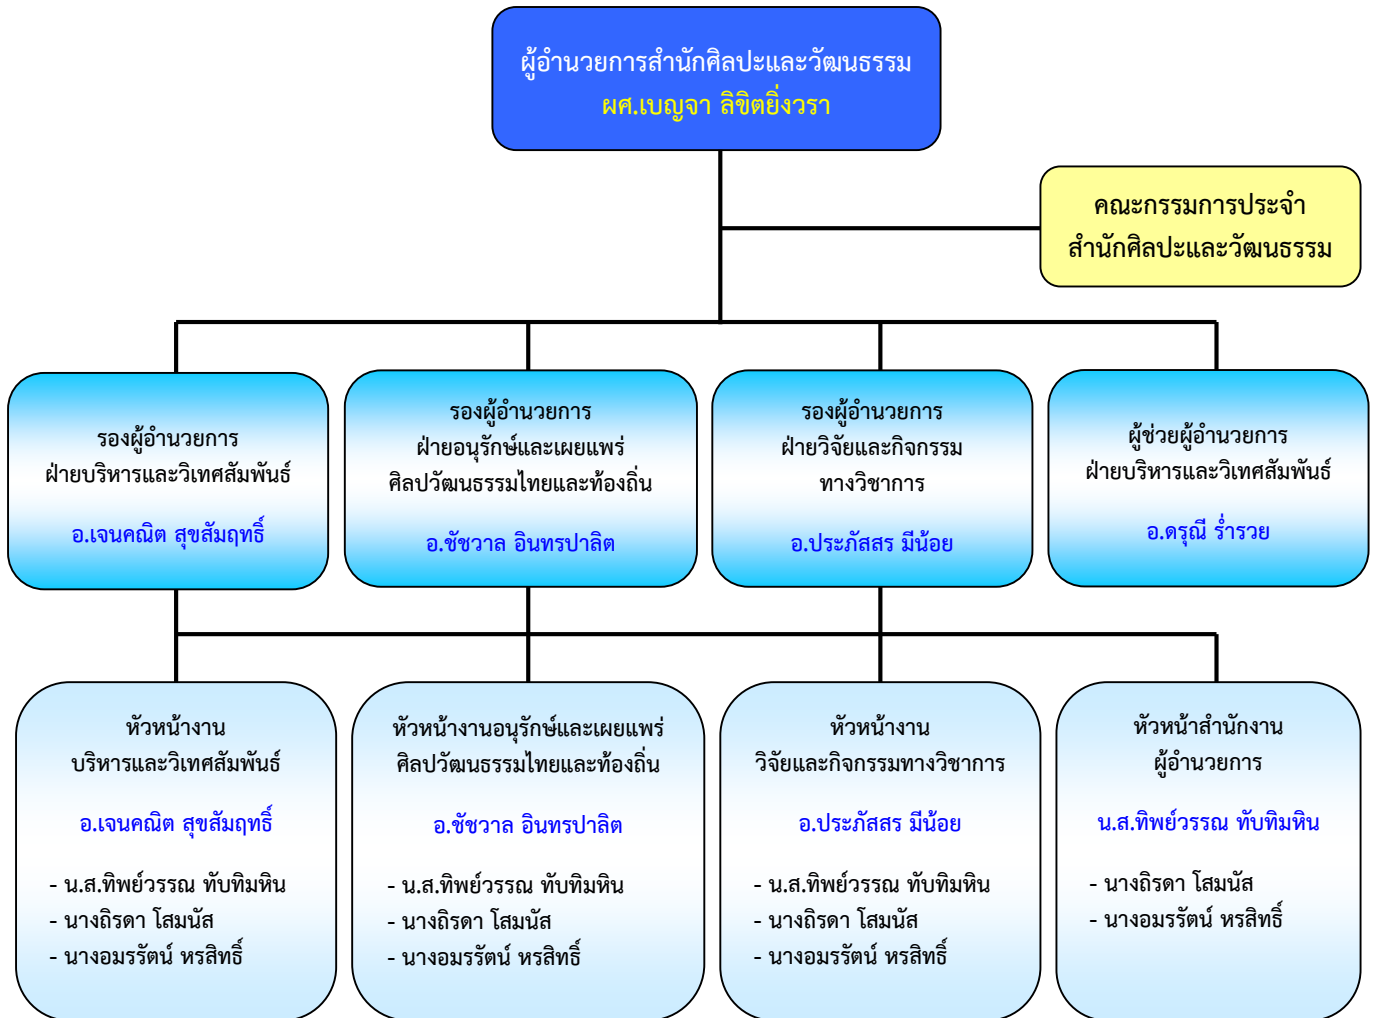 ผู้อำนวยการสำนักศิลปะและวัฒนธรรม
ผศ.เบญจา ลิขิตยิ่งวรา
คณะกรรมการประจำ
สำนักศิลปะและวัฒนธรรม
รองผู้อำนวยการ
ฝ่ายบริหารและวิเทศสัมพันธ์
อ.เจนคณิต สุขสัมฤทธิ์
รองผู้อำนวยการ
ฝ่ายอนุรักษ์และเผยแพร่
ศิลปวัฒนธรรมไทยและท้องถิ่น
อ.ชัชวาล อินทรปาลิต
รองผู้อำนวยการ
ฝ่ายวิจัยและกิจกรรม
ทางวิชาการ
อ.ประภัสสร มีน้อย
ผู้ช่วยผู้อำนวยการ
ฝ่ายบริหารและวิเทศสัมพันธ์
อ.ดรุณี ร่ำรวย
หัวหน้างาน
บริหารและวิเทศสัมพันธ์
อ.เจนคณิต สุขสัมฤทธิ์
- น.ส.ทิพย์วรรณ ทับทิมหิน
- นางถิรดา โสมนัส
- นางอมรรัตน์ หรสิทธิ์
หัวหน้างานอนุรักษ์และเผยแพร่
ศิลปวัฒนธรรมไทยและท้องถิ่น
อ.ชัชวาล อินทรปาลิต
- น.ส.ทิพย์วรรณ ทับทิมหิน
- นางถิรดา โสมนัส
- นางอมรรัตน์ หรสิทธิ์
หัวหน้างาน
วิจัยและกิจกรรมทางวิชาการ
อ.ประภัสสร มีน้อย
- น.ส.ทิพย์วรรณ ทับทิมหิน
- นางถิรดา โสมนัส
- นางอมรรัตน์ หรสิทธิ์
หัวหน้าสำนักงาน
ผู้อำนวยการ
น.ส.ทิพย์วรรณ ทับทิมหิน
- นางถิรดา โสมนัส
- นางอมรรัตน์ หรสิทธิ์